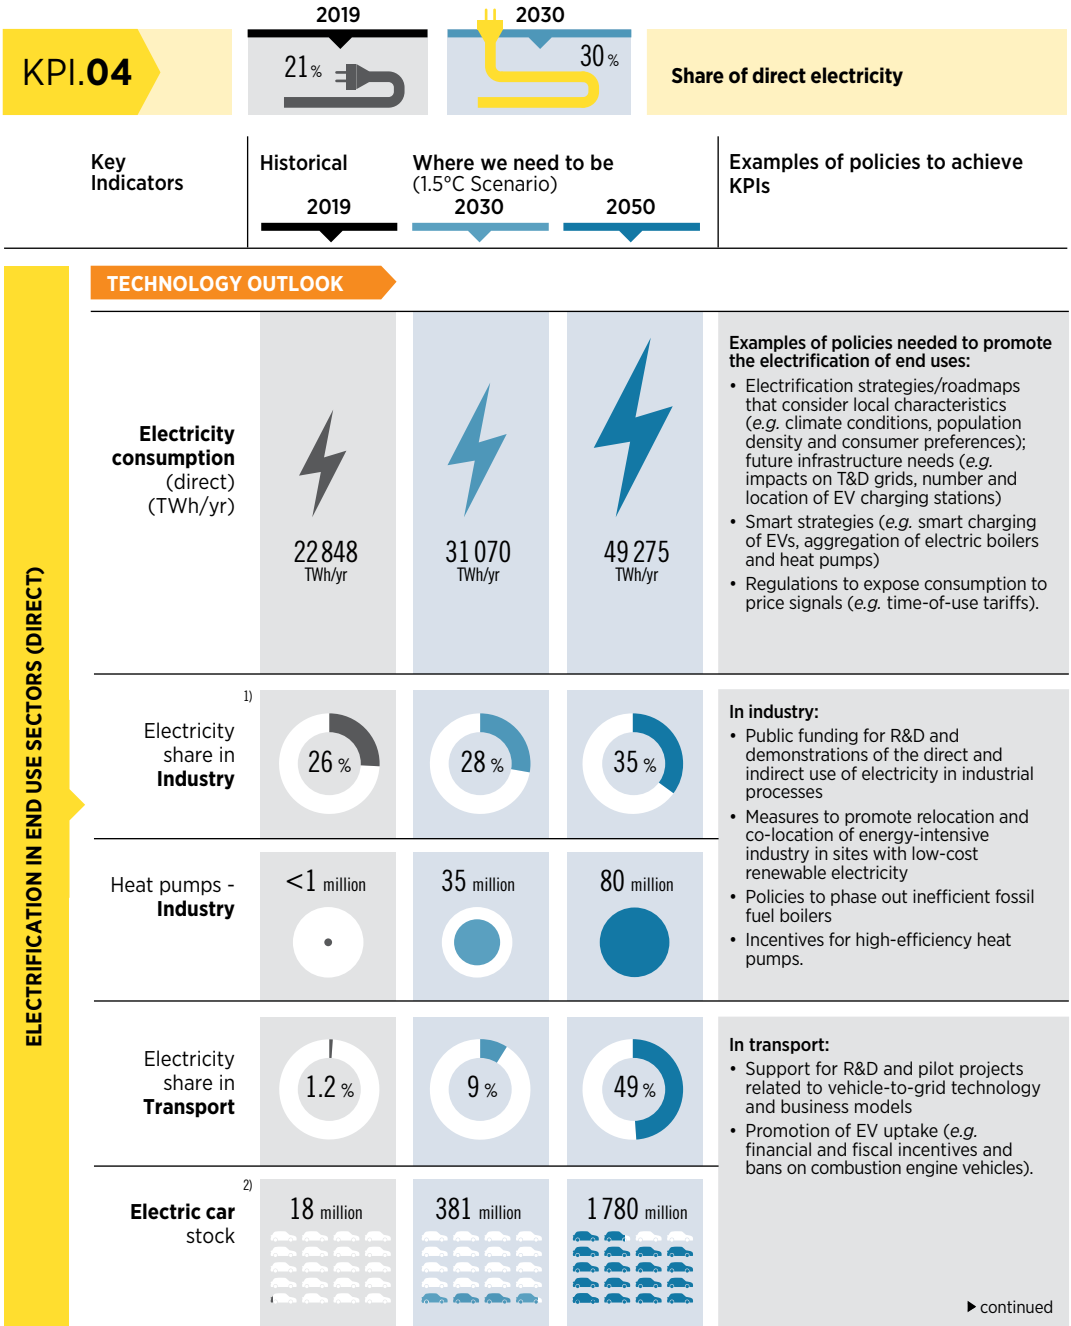 KPI.04
2019
21 %
2030
30 %
Share of direct electricity
Key
Indicators
Historical
2019
Where we need to be
(1.5°C Scenario)
2030
2050
Examples of policies to achieve
KPIs
ELECTRIFICATION IN END USE SECTORS (DIRECT)
TECHNOLOGY OUTLOOK
Electricity
consumption
(direct)
(TWh/yr)
22 848
TWh/yr
31 070
TWh/yr
49 275
TWh/yr
Examples of policies needed to promote
the electrification of end uses:
• Electrification strategies/roadmaps
that consider local characteristics
(e.g. climate conditions, population
density and consumer preferences);
future infrastructure needs (e.g.
impacts on T&D grids, number and
location of EV charging stations)
• Smart strategies (e.g. smart charging
of EVs, aggregation of electric boilers
and heat pumps)
• Regulations to expose consumption to
price signals (e.g. time-of-use tariffs).
1)
Electricity
share in
Industry
26 %
28 %
35 %
In industry:
• Public funding for R&D and
demonstrations of the direct and
indirect use of electricity in industrial
processes
• Measures to promote relocation and
co-location of energy-intensive
industry in sites with low-cost
renewable electricity
• Policies to phase out inefficient fossil
fuel boilers
• Incentives for high-efficiency heat
pumps.
Heat pumps -
Industry
<1 million
35 million
80 million
Electricity
share in
Transport
1.2 %
9 %
49 %
In transport:
• Support for R&D and pilot projects
related to vehicle-to-grid technology
and business models
• Promotion of EV uptake (e.g.
financial and fiscal incentives and
bans on combustion engine vehicles).
2)
Electric car
stock
18 million
381 million
1 780 million
▶ continued